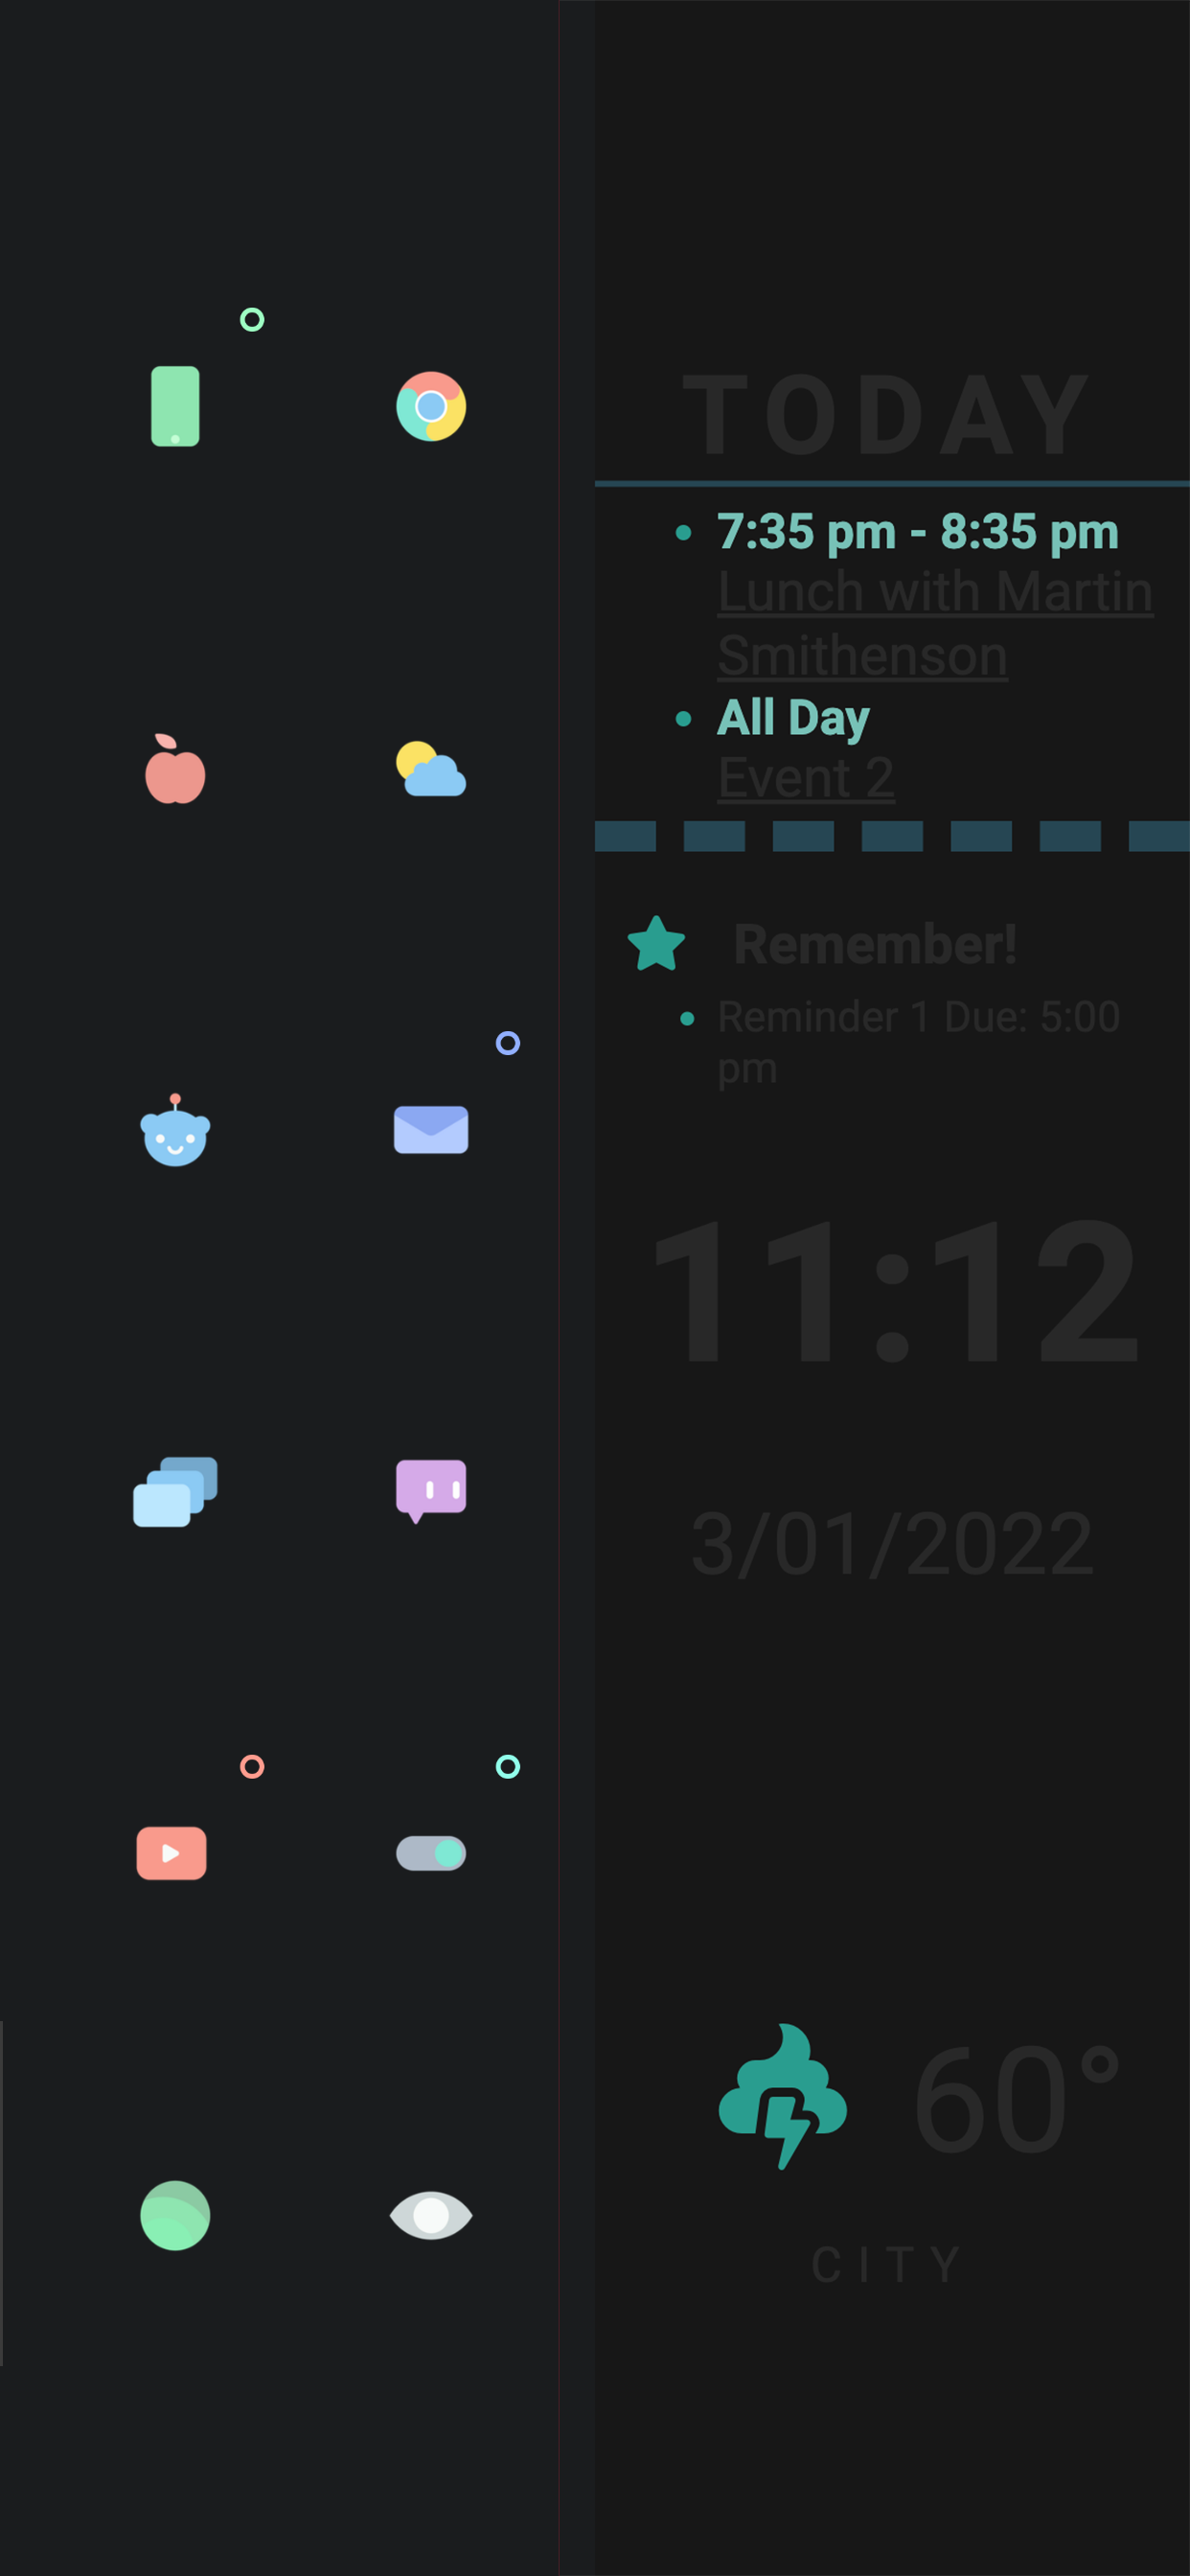 TODAY
7:35 pm - 8:35 pm
Lunch with Martin
Smithenson
All Day
Event 2
Remember!
Reminder 1 Due: 5:00
pm
11:12
3/01/2022
60°
CITY